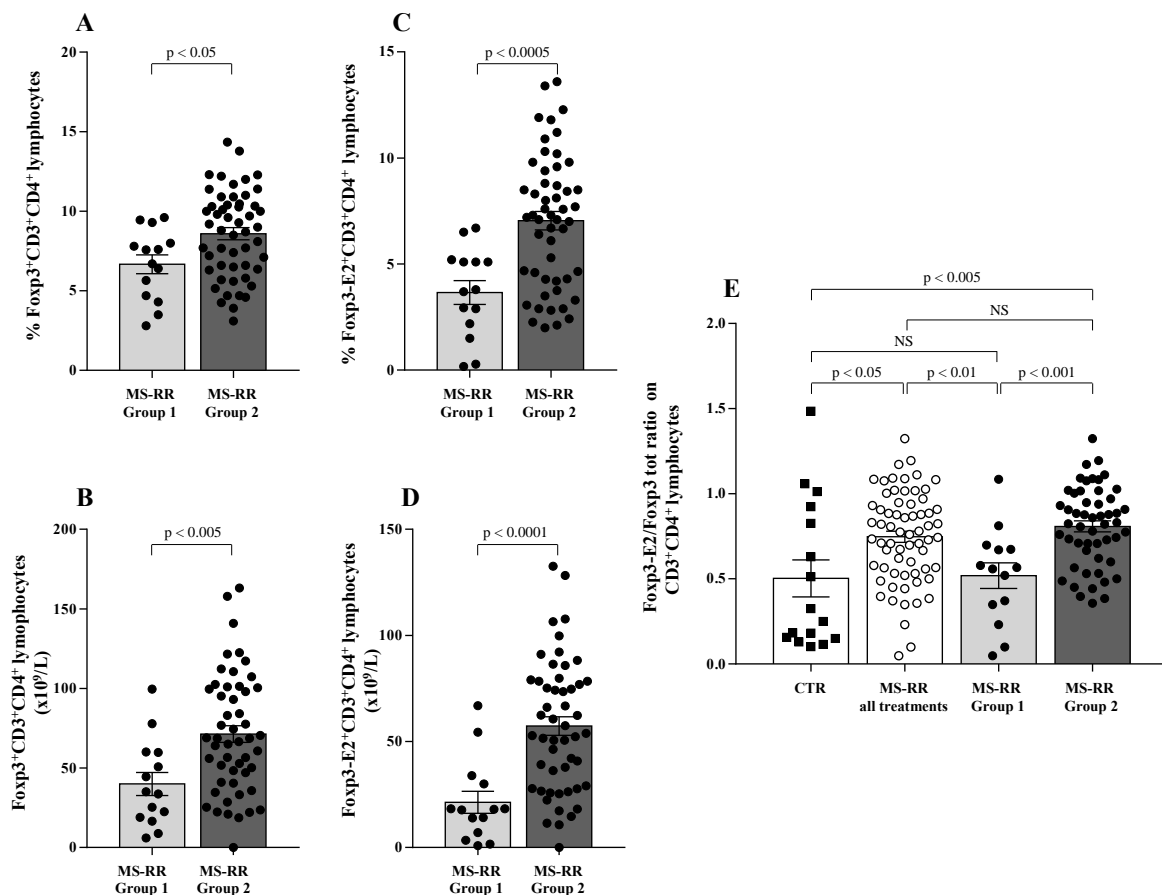 A
p < 0.05
% Foxp3⁺CD3⁺CD4⁺ lymphocytes
20
15
10
5
0
MS-RR
Group 1
MS-RR
Group 2
C
p < 0.0005
% Foxp3-E2⁺CD3⁺CD4⁺ lymphocytes
15
10
5
0
MS-RR
Group 1
MS-RR
Group 2
B
p < 0.005
Foxp3⁺CD3⁺CD4⁺ lymophocytes
(x10⁹/L)
200
150
100
50
0
MS-RR
Group 1
MS-RR
Group 2
D
p < 0.0001
Foxp3-E2⁺CD3⁺CD4⁺ lymphocytes
(x10⁹/L)
150
100
50
0
MS-RR
Group 1
MS-RR
Group 2
E
p < 0.005
NS
NS
p < 0.05
p < 0.01
p < 0.001
Foxp3-E2/Foxp3 tot ratio on
CD3⁺CD4⁺ lymphocytes
2.0
1.5
1.0
0.5
0.0
CTR
MS-RR
all treatments
MS-RR
Group 1
MS-RR
Group 2